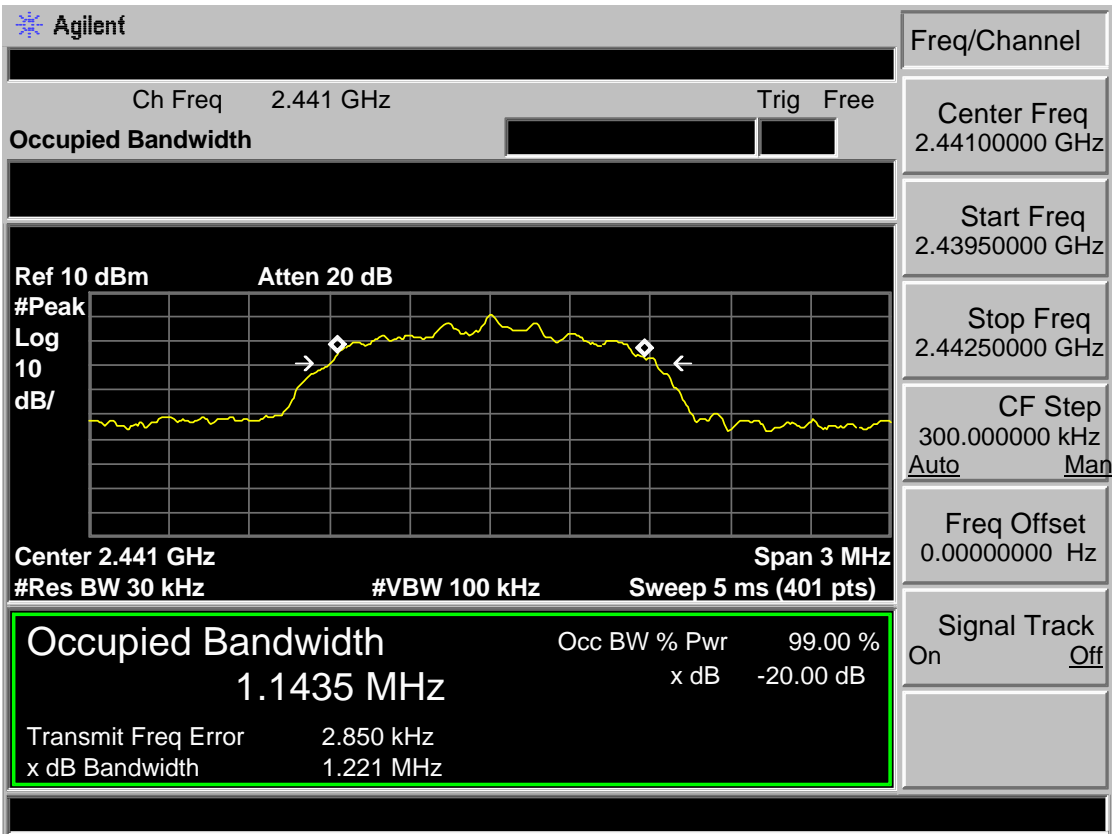 Agilent
Freq/Channel
Ch Freq 2.441 GHz Trig Free
Occupied Bandwidth
Center Freq
2.44100000 GHz
Start Freq
2.43950000 GHz
Stop Freq
2.44250000 GHz
CF Step
300.000000 kHz
Auto Man
Freq Offset
0.00000000 Hz
Signal Track
On Off
Ref 10 dBm Atten 20 dB
#Peak
Log
10
dB/
Center 2.441 GHz Span 3 MHz
#Res BW 30 kHz #VBW 100 kHz Sweep 5 ms (401 pts)
Occupied Bandwidth Occ BW % Pwr 99.00 %
1.1435 MHz x dB -20.00 dB
Transmit Freq Error 2.850 kHz
x dB Bandwidth 1.221 MHz